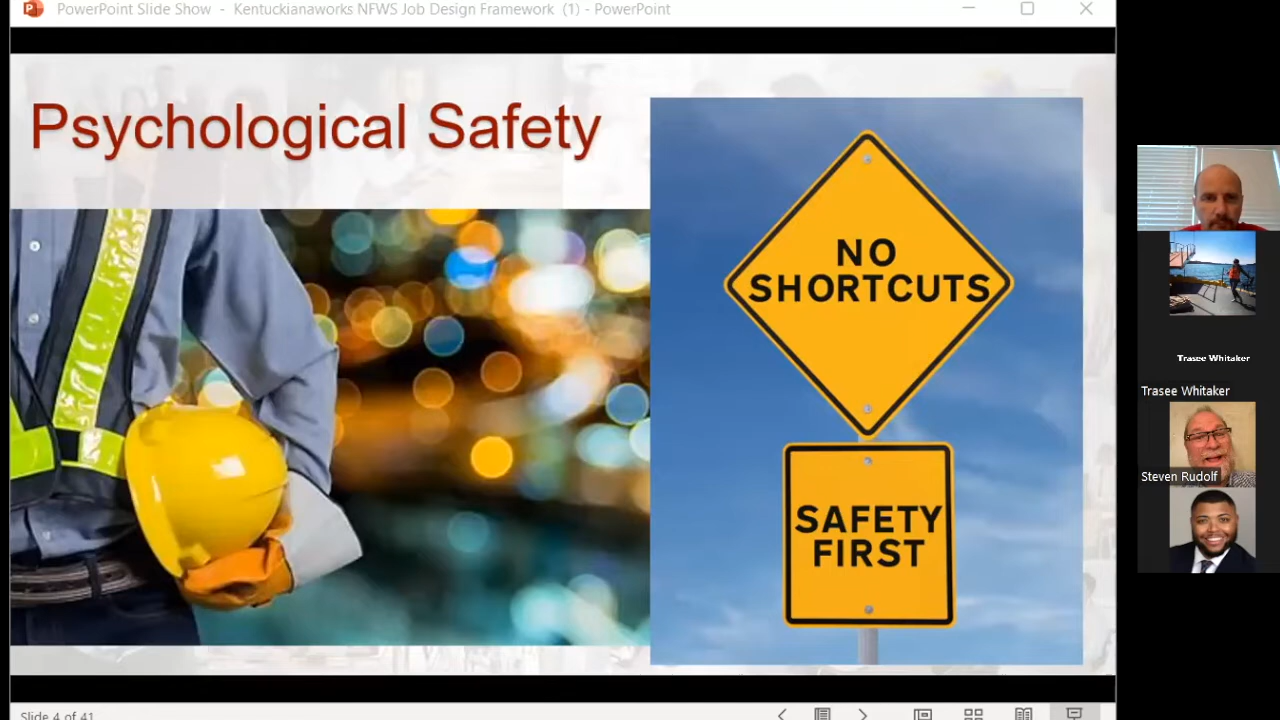 PowerPoint Slide Show - Kentuckianaworks NFWS Job Design Framework (1) - PowerPoint
Psychological Safety
NO
SHORTCUTS
SAFETY
FIRST
Trasee Whitaker
Trasee Whitaker
Steven Rudolf
Slide 4 of 41